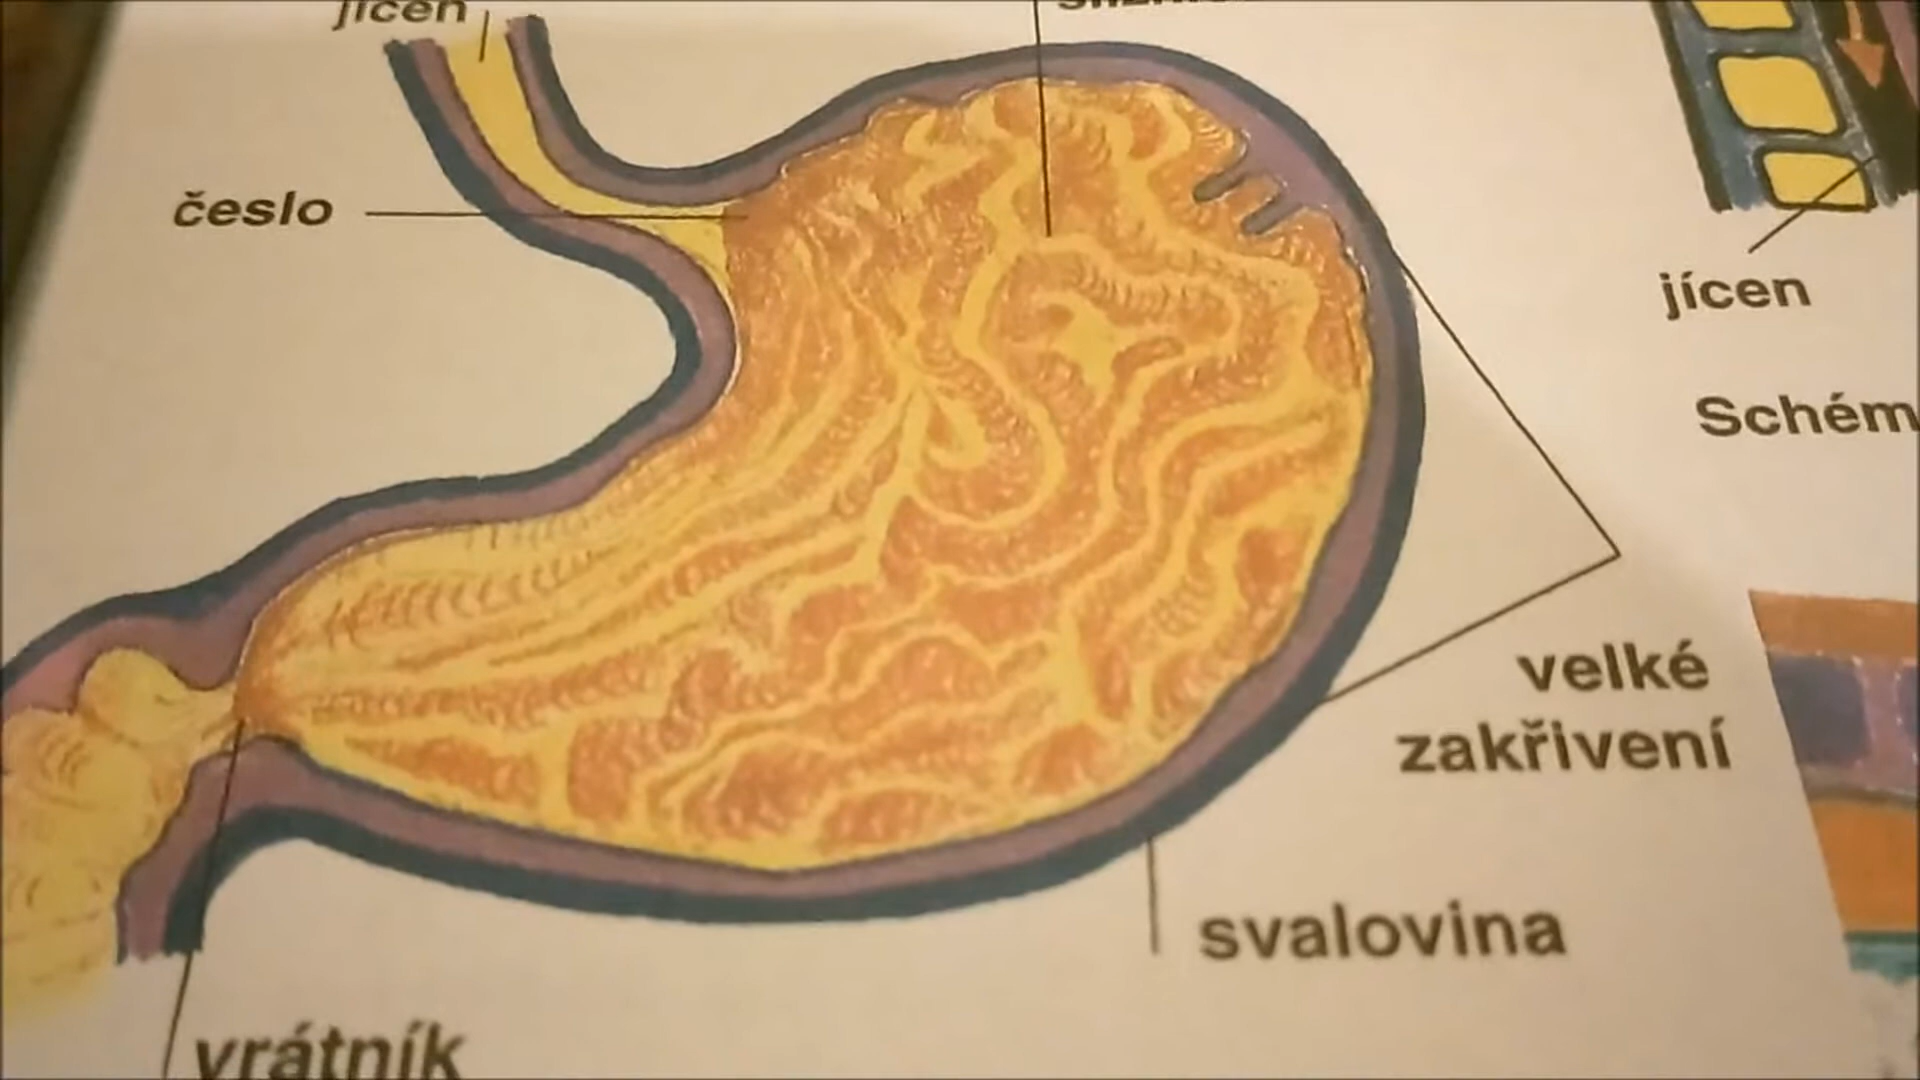 jícen
česlo
jícen
Schém
velké
zakřivení
svalovina
vrátník